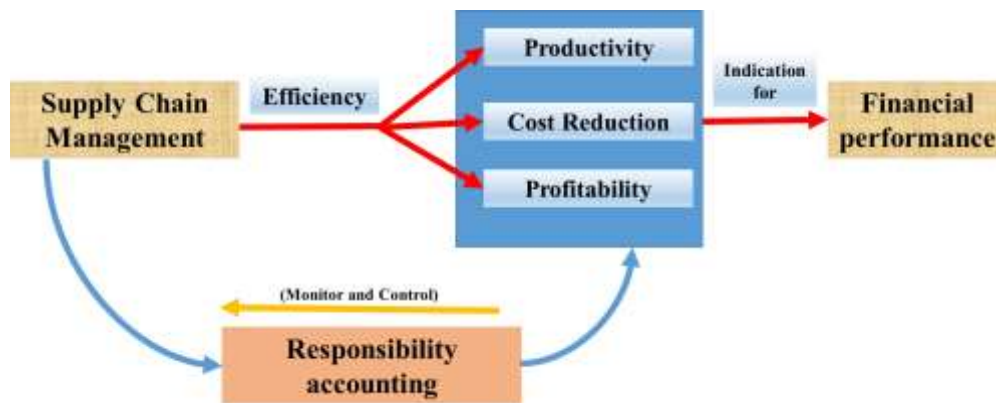 Supply Chain
Management
Efficiency
Productivity
Cost Reduction
Profitability
Indication
for
Financial
performance
(Monitor and Control)
Responsibility
accounting